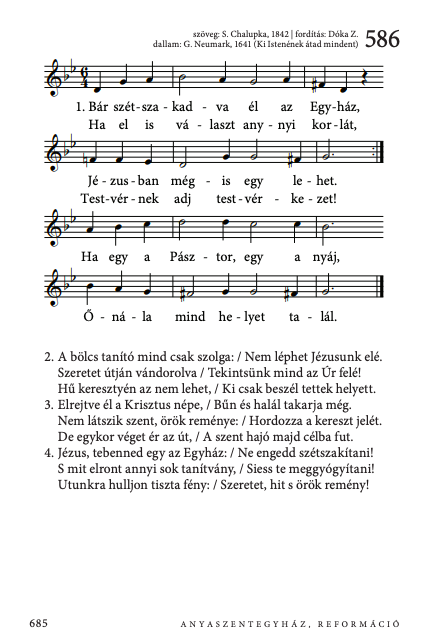 szöveg: S. Chalupka, 1842 | fordítás: Dóka Z.
dallam: G. Neumark, 1641 (Ki Istenének átad mindent)
586
1. Bár szét-sza - kad - va él az Egy-ház,
Ha el is vá - laszt any - nyi kor - lát,
Jé - zus-ban még - is egy le - het.
Test-vér-nek adj test - vér - ke - zet!
Ha egy a Pász - tor, egy a nyáj,
Ő - ná - la mind he - lyet ta - lál.
2. A bölcs tanító mind csak szolga: / Nem léphet Jézusunk elé.
Szeretet útján vándorolva / Tekintsünk mind az Úr felé!
Hű keresztyén az nem lehet, / Ki csak beszél tettek helyett.
3. Elrejtve él a Krisztus népe, / Bűn és halál takarja még.
Nem látszik szent, örök reménye: / Hordozza a kereszt jelét.
De egykor véget ér az út, / A szent hajó majd célba fut.
4. Jézus, tebenned egy az Egyház: / Ne engedd szétszakítani!
S mit elront annyi sok tanítvány, / Siess te meggyógyítani!
Utunkra hulljon tiszta fény: / Szeretet, hit s örök remény!
685
ANYASZENTEGYHÁZ, REFORMÁCIÓ